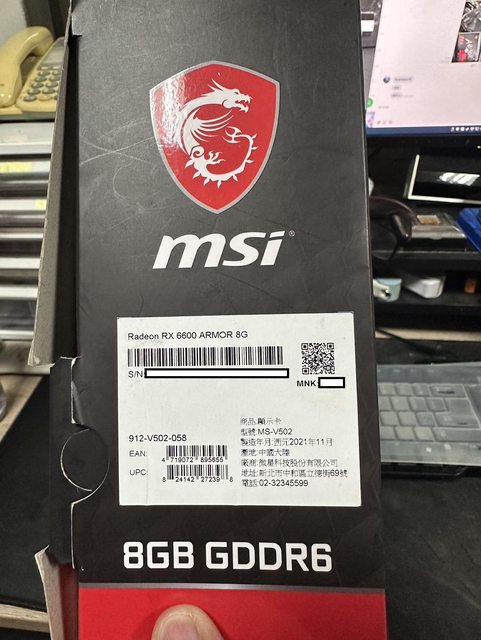 msi®
Radeon RX 6600 ARMOR 8G
S/N:
MNK:
912-V502-058
EAN:
4 719072 895655
UPC:
8 24142 27239 8
商品:顯示卡
型號:MS-V502
製造年月:西元2021年11月
產地:中國大陸
廠商:微星科技股份有限公司
地址:新北市中和區立德街69號
電話:02-32345599
8GB GDDR6